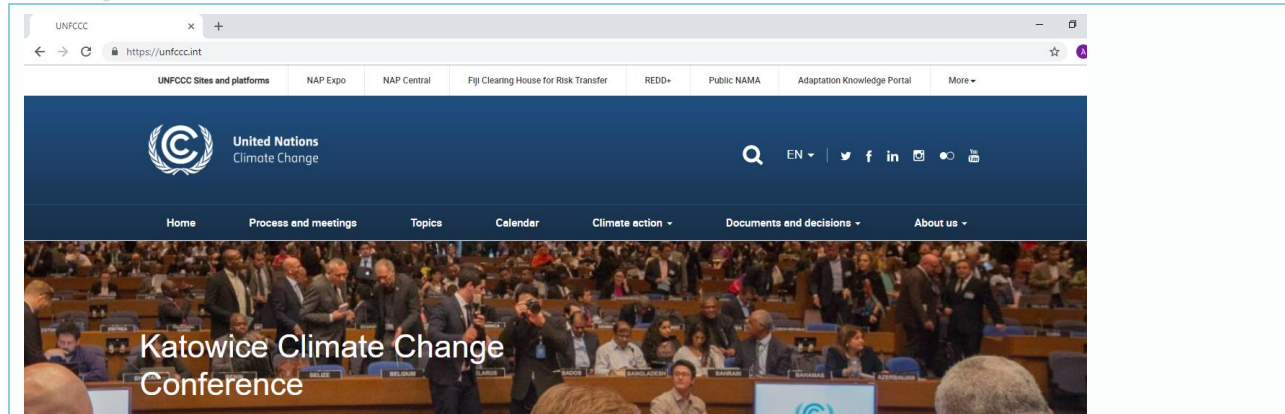 UNFCCC
https://unfccc.int
A
UNFCCC Sites and platforms NAP Expo NAP Central Fiji Clearing House for Risk Transfer REDD+ Public NAMA Adaptation Knowledge Portal More
United Nations
Climate Change
EN
You Tube
Home Process and meetings Topics Calendar Climate action Documents and decisions About us
Katowice Climate Change
Conference
BELIZE BELGIUM BANGLADESH BAHRAIN BAHAMAS AZERBAIJAN